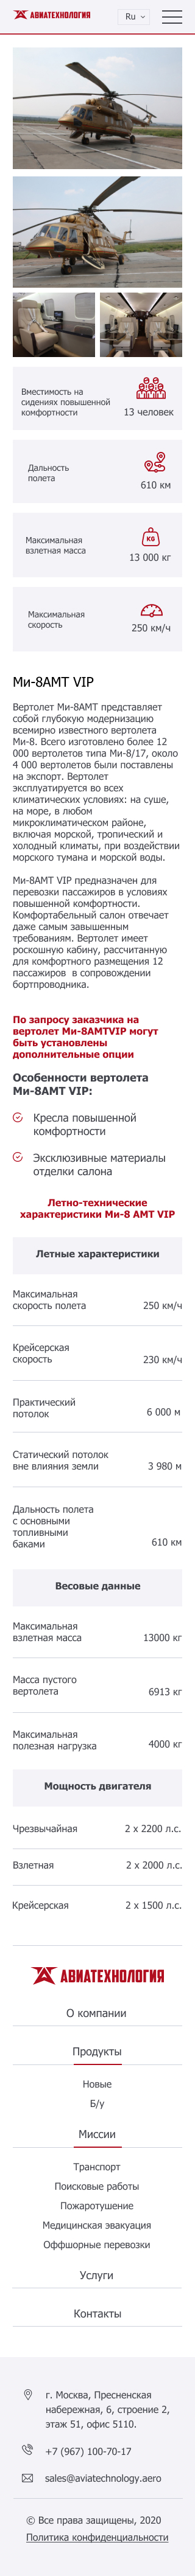 АВИАТЕХНОЛОГИЯ
Ru
Вместимость на
сидениях повышенной
комфортности
13 человек
Дальность
полета
610 км
Максимальная
взлетная масса
KG
13 000 кг
Максимальная
скорость
250 км/ч
Ми-8АМТ VIP
Вертолет Ми-8АМТ представляет
собой глубокую модернизацию
всемирно известного вертолета
Ми-8. Всего изготовлено более 12
000 вертолетов типа Ми-8/17, около
4 000 вертолетов были поставлены
на экспорт. Вертолет
эксплуатируется во всех
климатических условиях: на суше,
на море, в любом
микроклиматическом районе,
включая морской, тропический и
холодный климаты, при воздействии
морского тумана и морской воды.
Ми-8АМТ VIP предназначен для
перевозки пассажиров в условиях
повышенной комфортности.
Комфортабельный салон отвечает
даже самым завышенным
требованиям. Вертолет имеет
роскошную кабину, рассчитанную
для комфортного размещения 12
пассажиров в сопровождении
бортпроводника.
По запросу заказчика на
вертолет Ми-8АМТVIP могут
быть установлены
дополнительные опции
Особенности вертолета
Ми-8АМТ VIP:
Кресла повышенной
комфортности
Эксклюзивные материалы
отделки салона
Летно-технические
характеристики Ми-8 АМТ VIP
Летные характеристики
Максимальная
скорость полета
250 км/ч
Крейсерская
скорость
230 км/ч
Практический
потолок
6 000 м
Статический потолок
вне влияния земли
3 980 м
Дальность полета
с основными
топливными
баками
610 км
Весовые данные
Максимальная
взлетная масса
13000 кг
Масса пустого
вертолета
6913 кг
Максимальная
полезная нагрузка
4000 кг
Мощность двигателя
Чрезвычайная
2 x 2200 л.с.
Взлетная
2 x 2000 л.с.
Крейсерская
2 x 1500 л.с.
АВИАТЕХНОЛОГИЯ
О компании
Продукты
Новые
Б/у
Миссии
Транспорт
Поисковые работы
Пожаротушение
Медицинская эвакуация
Оффшорные перевозки
Услуги
Контакты
г. Москва, Пресненская
набережная, 6, строение 2,
этаж 51, офис 5110.
+7 (967) 100-70-17
sales@aviatechnology.aero
© Все права защищены, 2020
Политика конфиденциальности